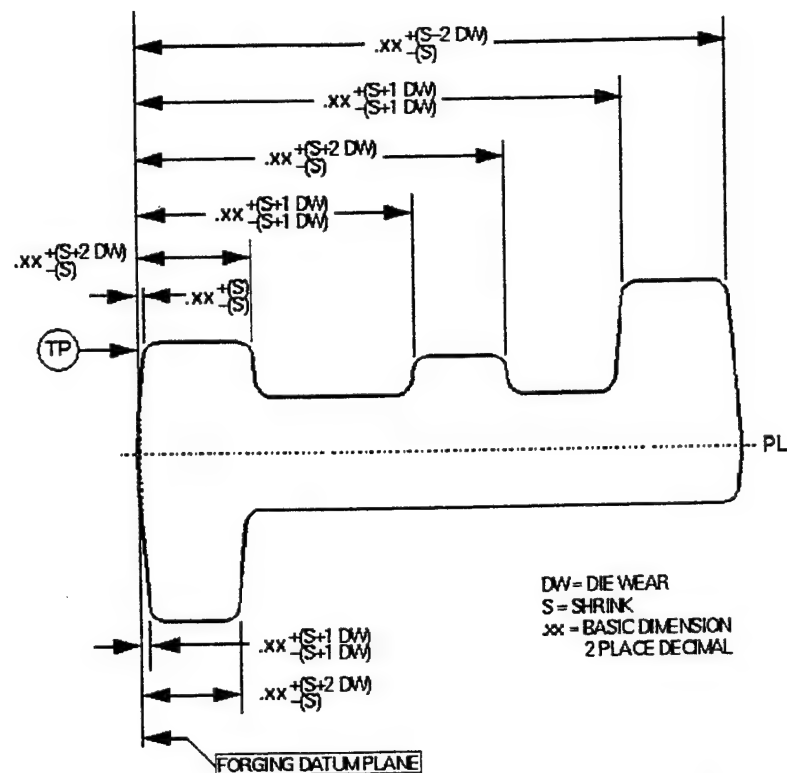 .xx +(S-2 DW)
-(S)
.xx +(S+1 DW)
-(S+1 DW)
.xx +(S+2 DW)
-(S)
.xx +(S+1 DW)
-(S+1 DW)
.xx +(S+2 DW)
-(S)
.xx +(S)
-(S)
TP
PL
DW = DIE WEAR
S = SHRINK
.xx = BASIC DIMENSION
2 PLACE DECIMAL
.xx +(S+1 DW)
-(S+1 DW)
.xx +(S+2 DW)
-(S)
FORGING DATUM PLANE